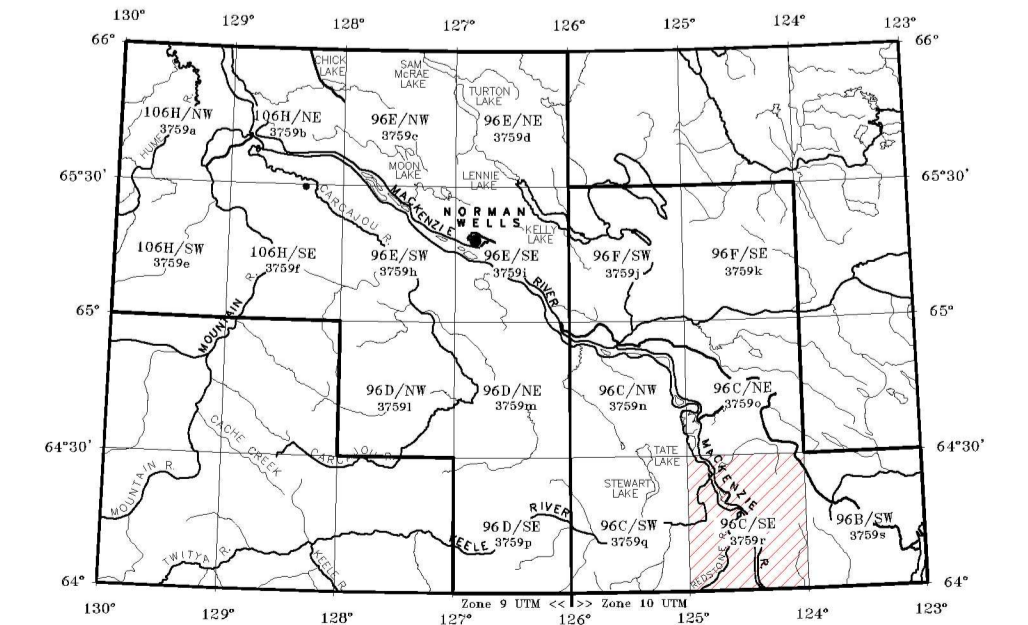 130° 129° 128° 127° 126° 125° 124° 123°
66° 66°
CHICK LAKE
SAM McRAE LAKE
TURTON LAKE
106H/NW 3759a
106H/NE 3759b
96E/NW 3759c
96E/NE 3759d
HUME R.
MOON LAKE
LENNIE LAKE
65°30' 65°30'
CARCAJOU R.
MACKENZIE
NORMAN WELLS
KELLY LAKE
106H/SW 3759e
106H/SE 3759f
96E/SW 3759h
96E/SE 3759i
96F/SW 3759j
96F/SE 3759k
RIVER
MOUNTAIN R.
65° 65°
96D/NW 3759l
96D/NE 3759m
96C/NW 3759n
96C/NE 3759o
CACHE CREEK
CARCAJOU R.
64°30' 64°30'
MOUNTAIN R.
TATE LAKE
MACKENZIE
STEWART LAKE
RIVER
96D/SE 3759p
96C/SW 3759q
96C/SE 3759r
96B/SW 3759s
KEELE
TWITYA R.
KEELE R.
REDSTONE R.
R.
64° 64°
Zone 9 UTM << >> Zone 10 UTM
130° 129° 128° 127° 126° 125° 124° 123°